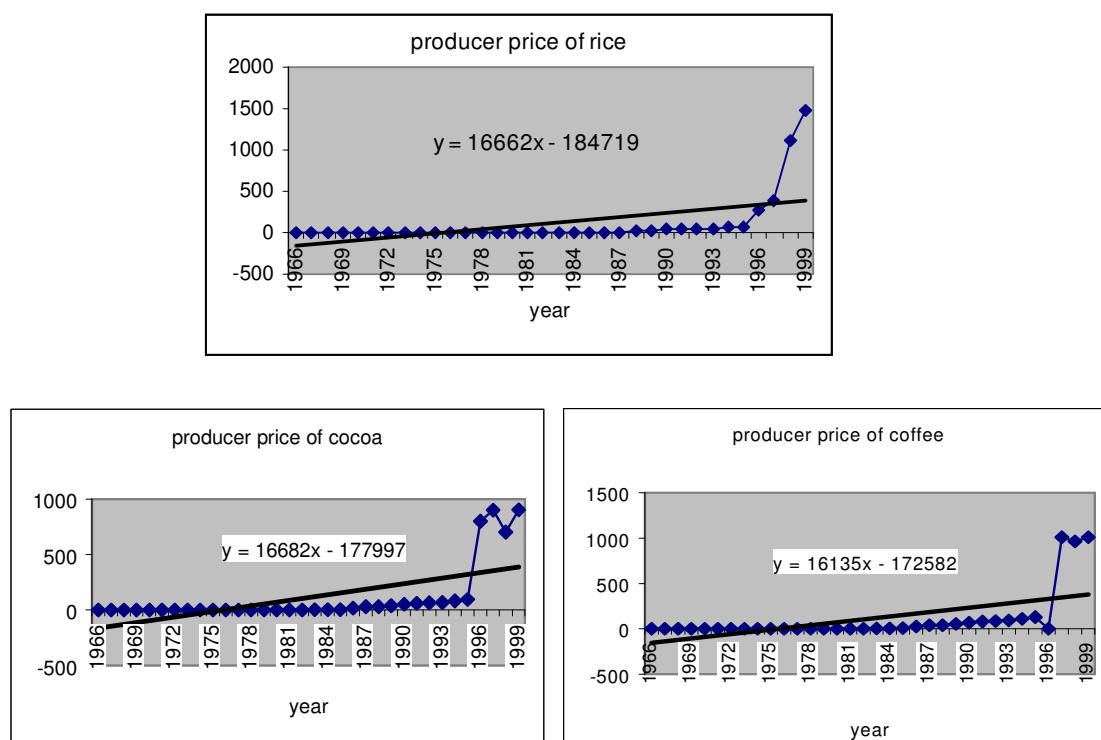 producer price of rice
2000
1500
1000
500
0
-500
y = 16662x - 184719
1966 1969 1972 1975 1978 1981 1984 1987 1990 1993 1996 1999
year
producer price of cocoa
1000
500
0
-500
y = 16682x - 177997
1966 1969 1972 1975 1978 1981 1984 1987 1990 1993 1996 1999
year
producer price of coffee
1500
1000
500
0
-500
y = 16135x - 172582
1966 1969 1972 1975 1978 1981 1984 1987 1990 1993 1996 1999
year